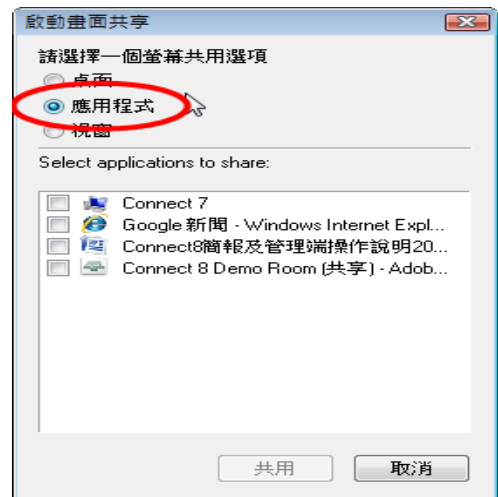 啟動畫面共享
請選擇一個螢幕共用選項
桌面
應用程式
視窗
Select applications to share:
Connect 7
Google 新聞 - Windows Internet Expl...
Connect8簡報及管理端操作說明20...
Connect 8 Demo Room (共享) - Adob...
共用
取消